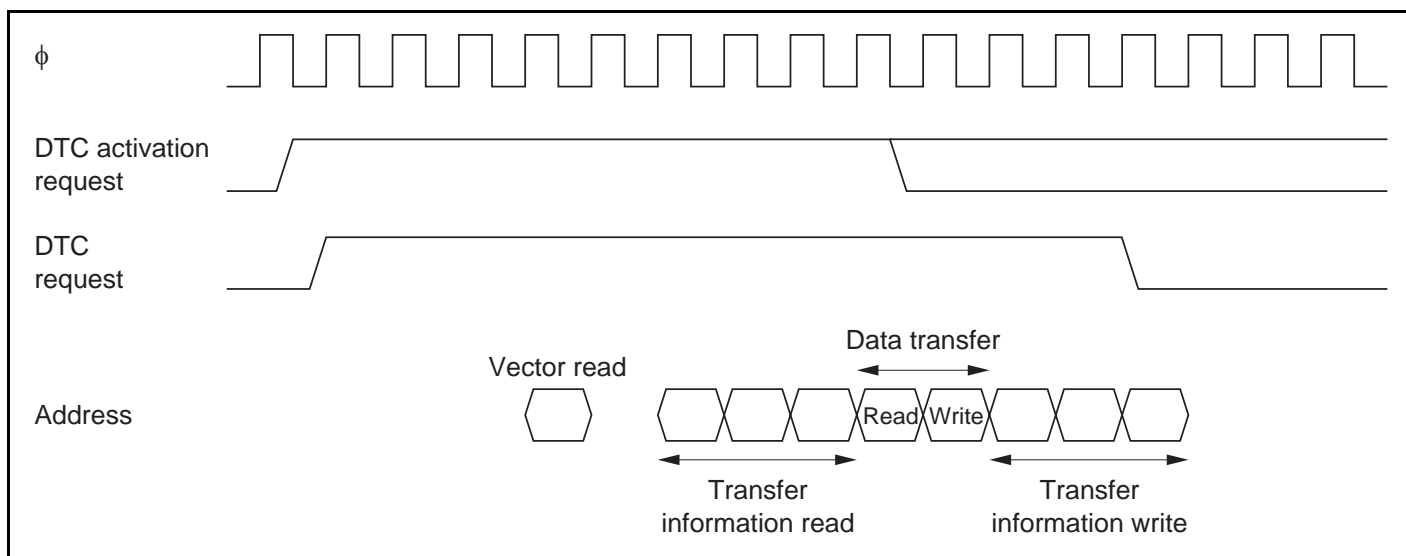 ϕ
DTC activation
request
DTC
request
Data transfer
Vector read
Address
Read Write
Transfer
information read
Transfer
information write